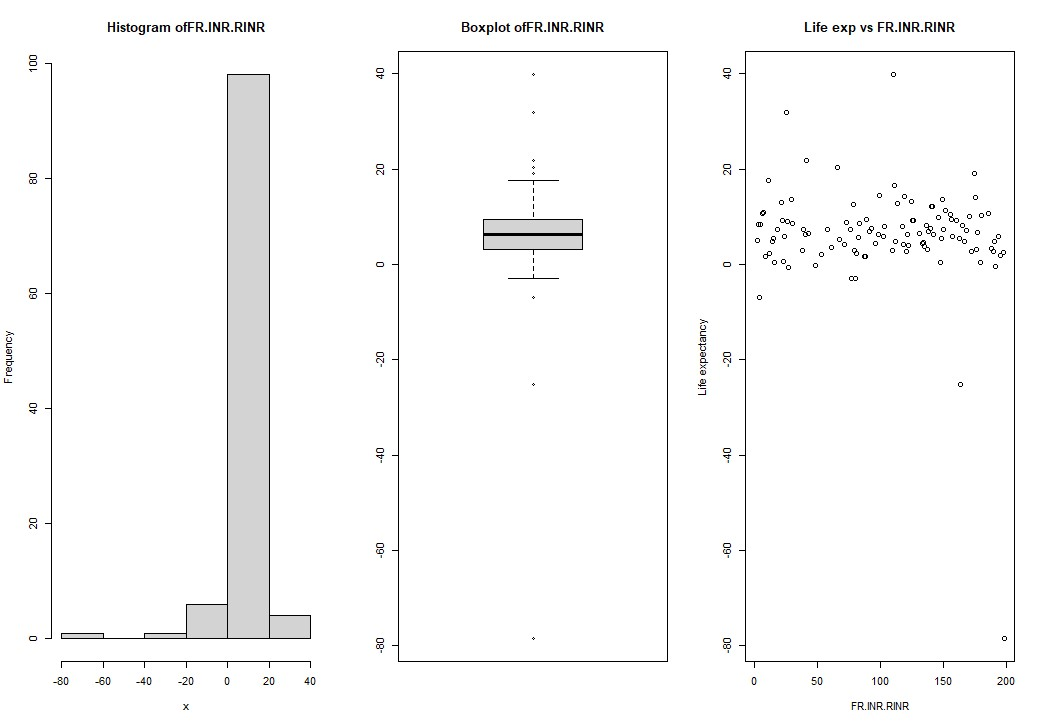 Histogram ofFR.INR.RINR
Frequency
100
80
60
40
20
0
-80 -60 -40 -20 0 20 40
x
Boxplot ofFR.INR.RINR
40
20
0
-20
-40
-60
-80
Life exp vs FR.INR.RINR
Life expectancy
40
20
0
-20
-40
-60
-80
0 50 100 150 200
FR.INR.RINR